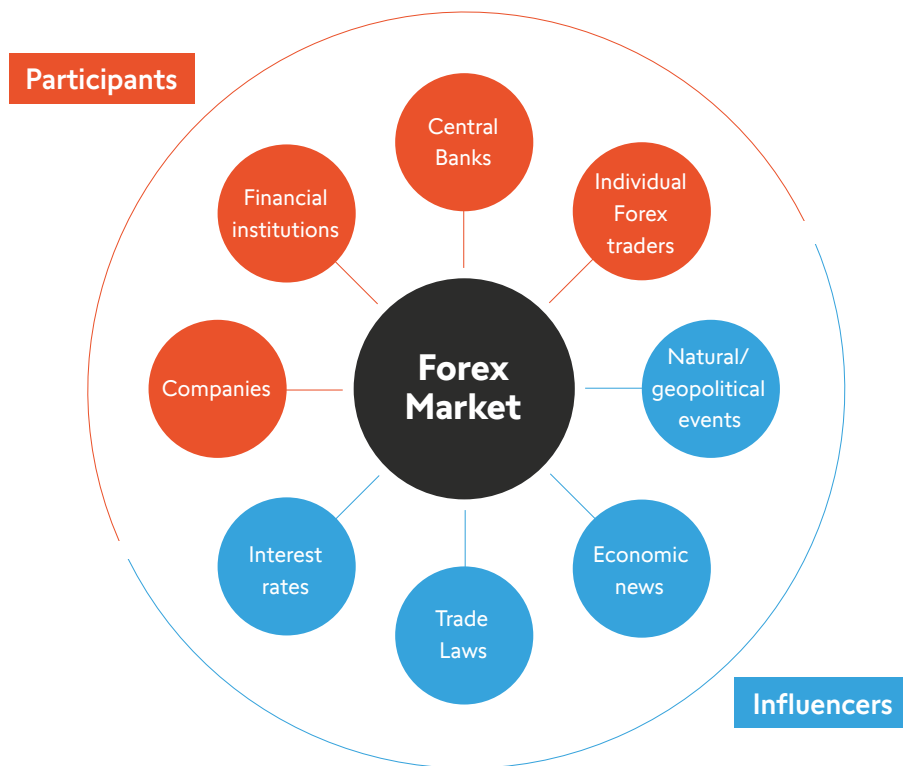 Participants
Central
Banks
Individual
Forex
traders
Financial
institutions
Natural/
geopolitical
events
Forex
Market
Companies
Interest
rates
Economic
news
Trade
Laws
Influencers